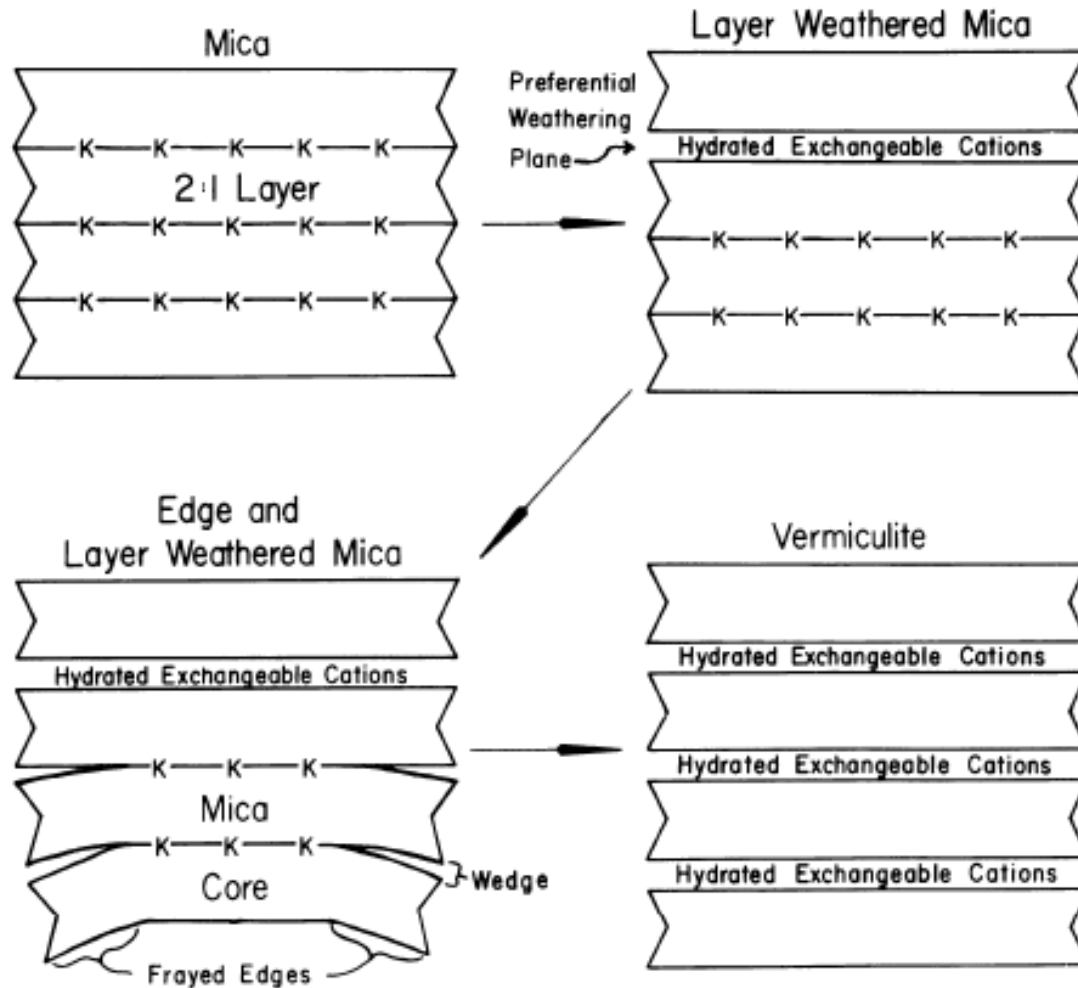 Mica
K K K K K
2:1 Layer
K K K K K
K K K K K
Layer Weathered Mica
Preferential
Weathering
Plane
Hydrated Exchangeable Cations
K K K K K
K K K K K
Edge and
Layer Weathered Mica
Hydrated Exchangeable Cations
K K K
Mica
K K K
Core
Wedge
Frayed Edges
Vermiculite
Hydrated Exchangeable Cations
Hydrated Exchangeable Cations
Hydrated Exchangeable Cations